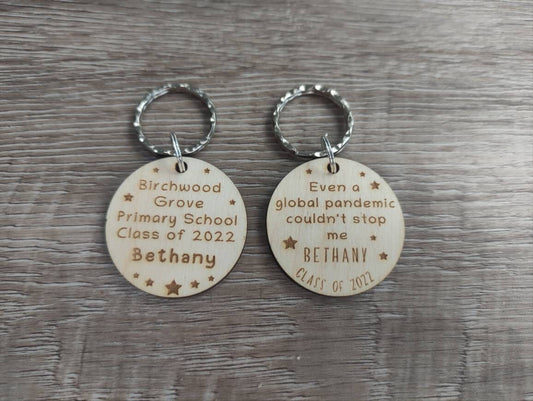 Birchwood
Grove
Primary School
Class of 2022
Bethany
Even a
global pandemic
couldn't stop
me
BETHANY
CLASS OF 2022